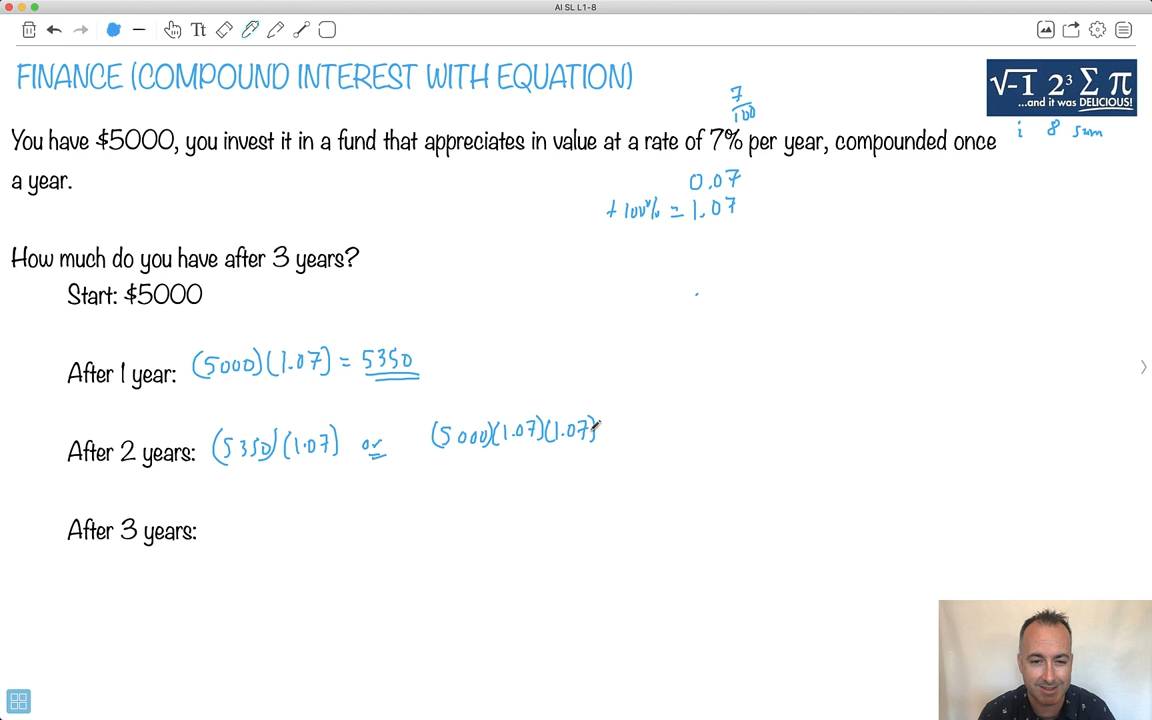 AI SL L1-8
Tt
FINANCE (COMPOUND INTEREST WITH EQUATION)
√-1 2³ Σ π
...and it was DELICIOUS!
i 8 sum
7/100
You have $5000, you invest it in a fund that appreciates in value at a rate of 7% per year, compounded once
a year.
0.07
+100% = 1.07
How much do you have after 3 years?
Start: $5000
After 1 year: (5000)(1.07) = 5350
After 2 years: (5350)(1.07) or (5000)(1.07)(1.07)
After 3 years: